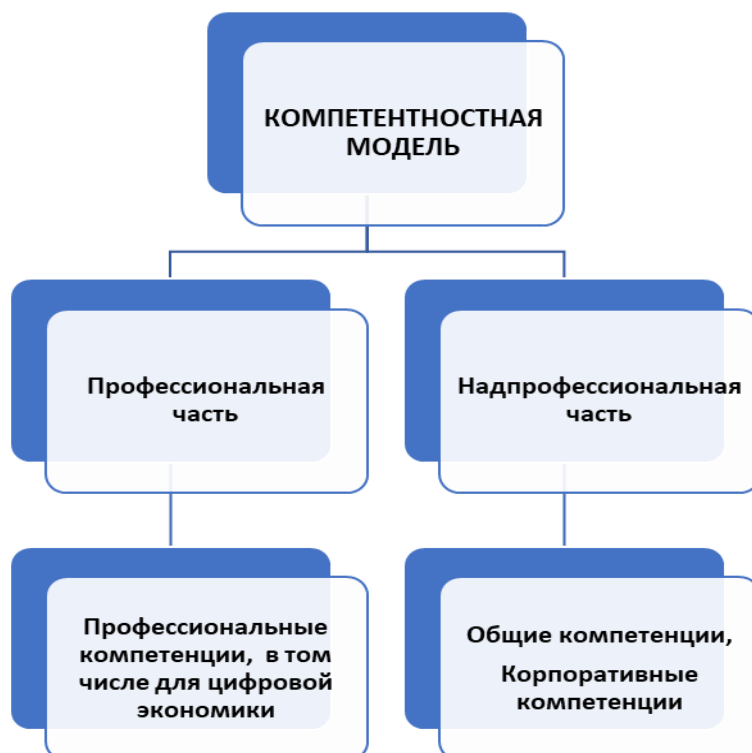 КОМПЕТЕНТНОСТНАЯ
МОДЕЛЬ
Профессиональная
часть
Надпрофессиональная
часть
Профессиональные
компетенции, в том
числе для цифровой
экономики
Общие компетенции,
Корпоративные
компетенции